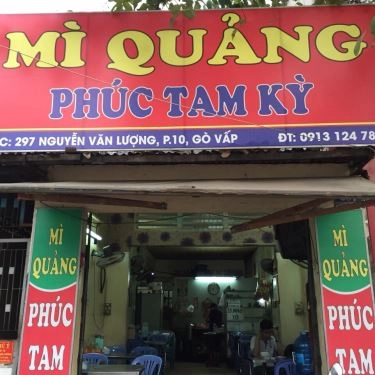 MÌ QUẢNG
PHÚC TAM KỲ
C: 297 NGUYỄN VĂN LƯỢNG, P.10, GÒ VẤP ĐT: 0913 124 78
MÌ
QUẢNG
PHÚC
TAM
MÌ
QUẢNG
PHÚC
TAM